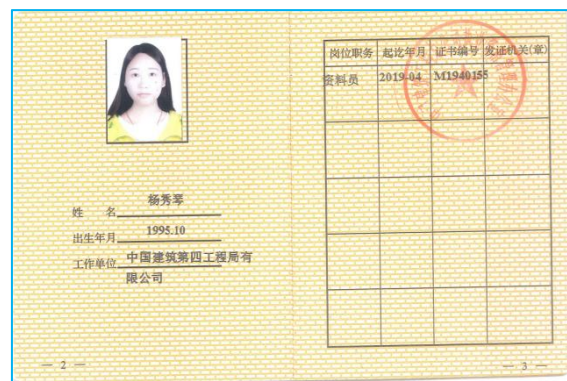 姓 名 杨秀琴
出生年月 1995.10
工作单位 中国建筑第四工程局有
限公司
— 2 —
岗位职务 起讫年月 证书编号 发证机关(章)
资料员 2019-04 M1940155
— 3 —